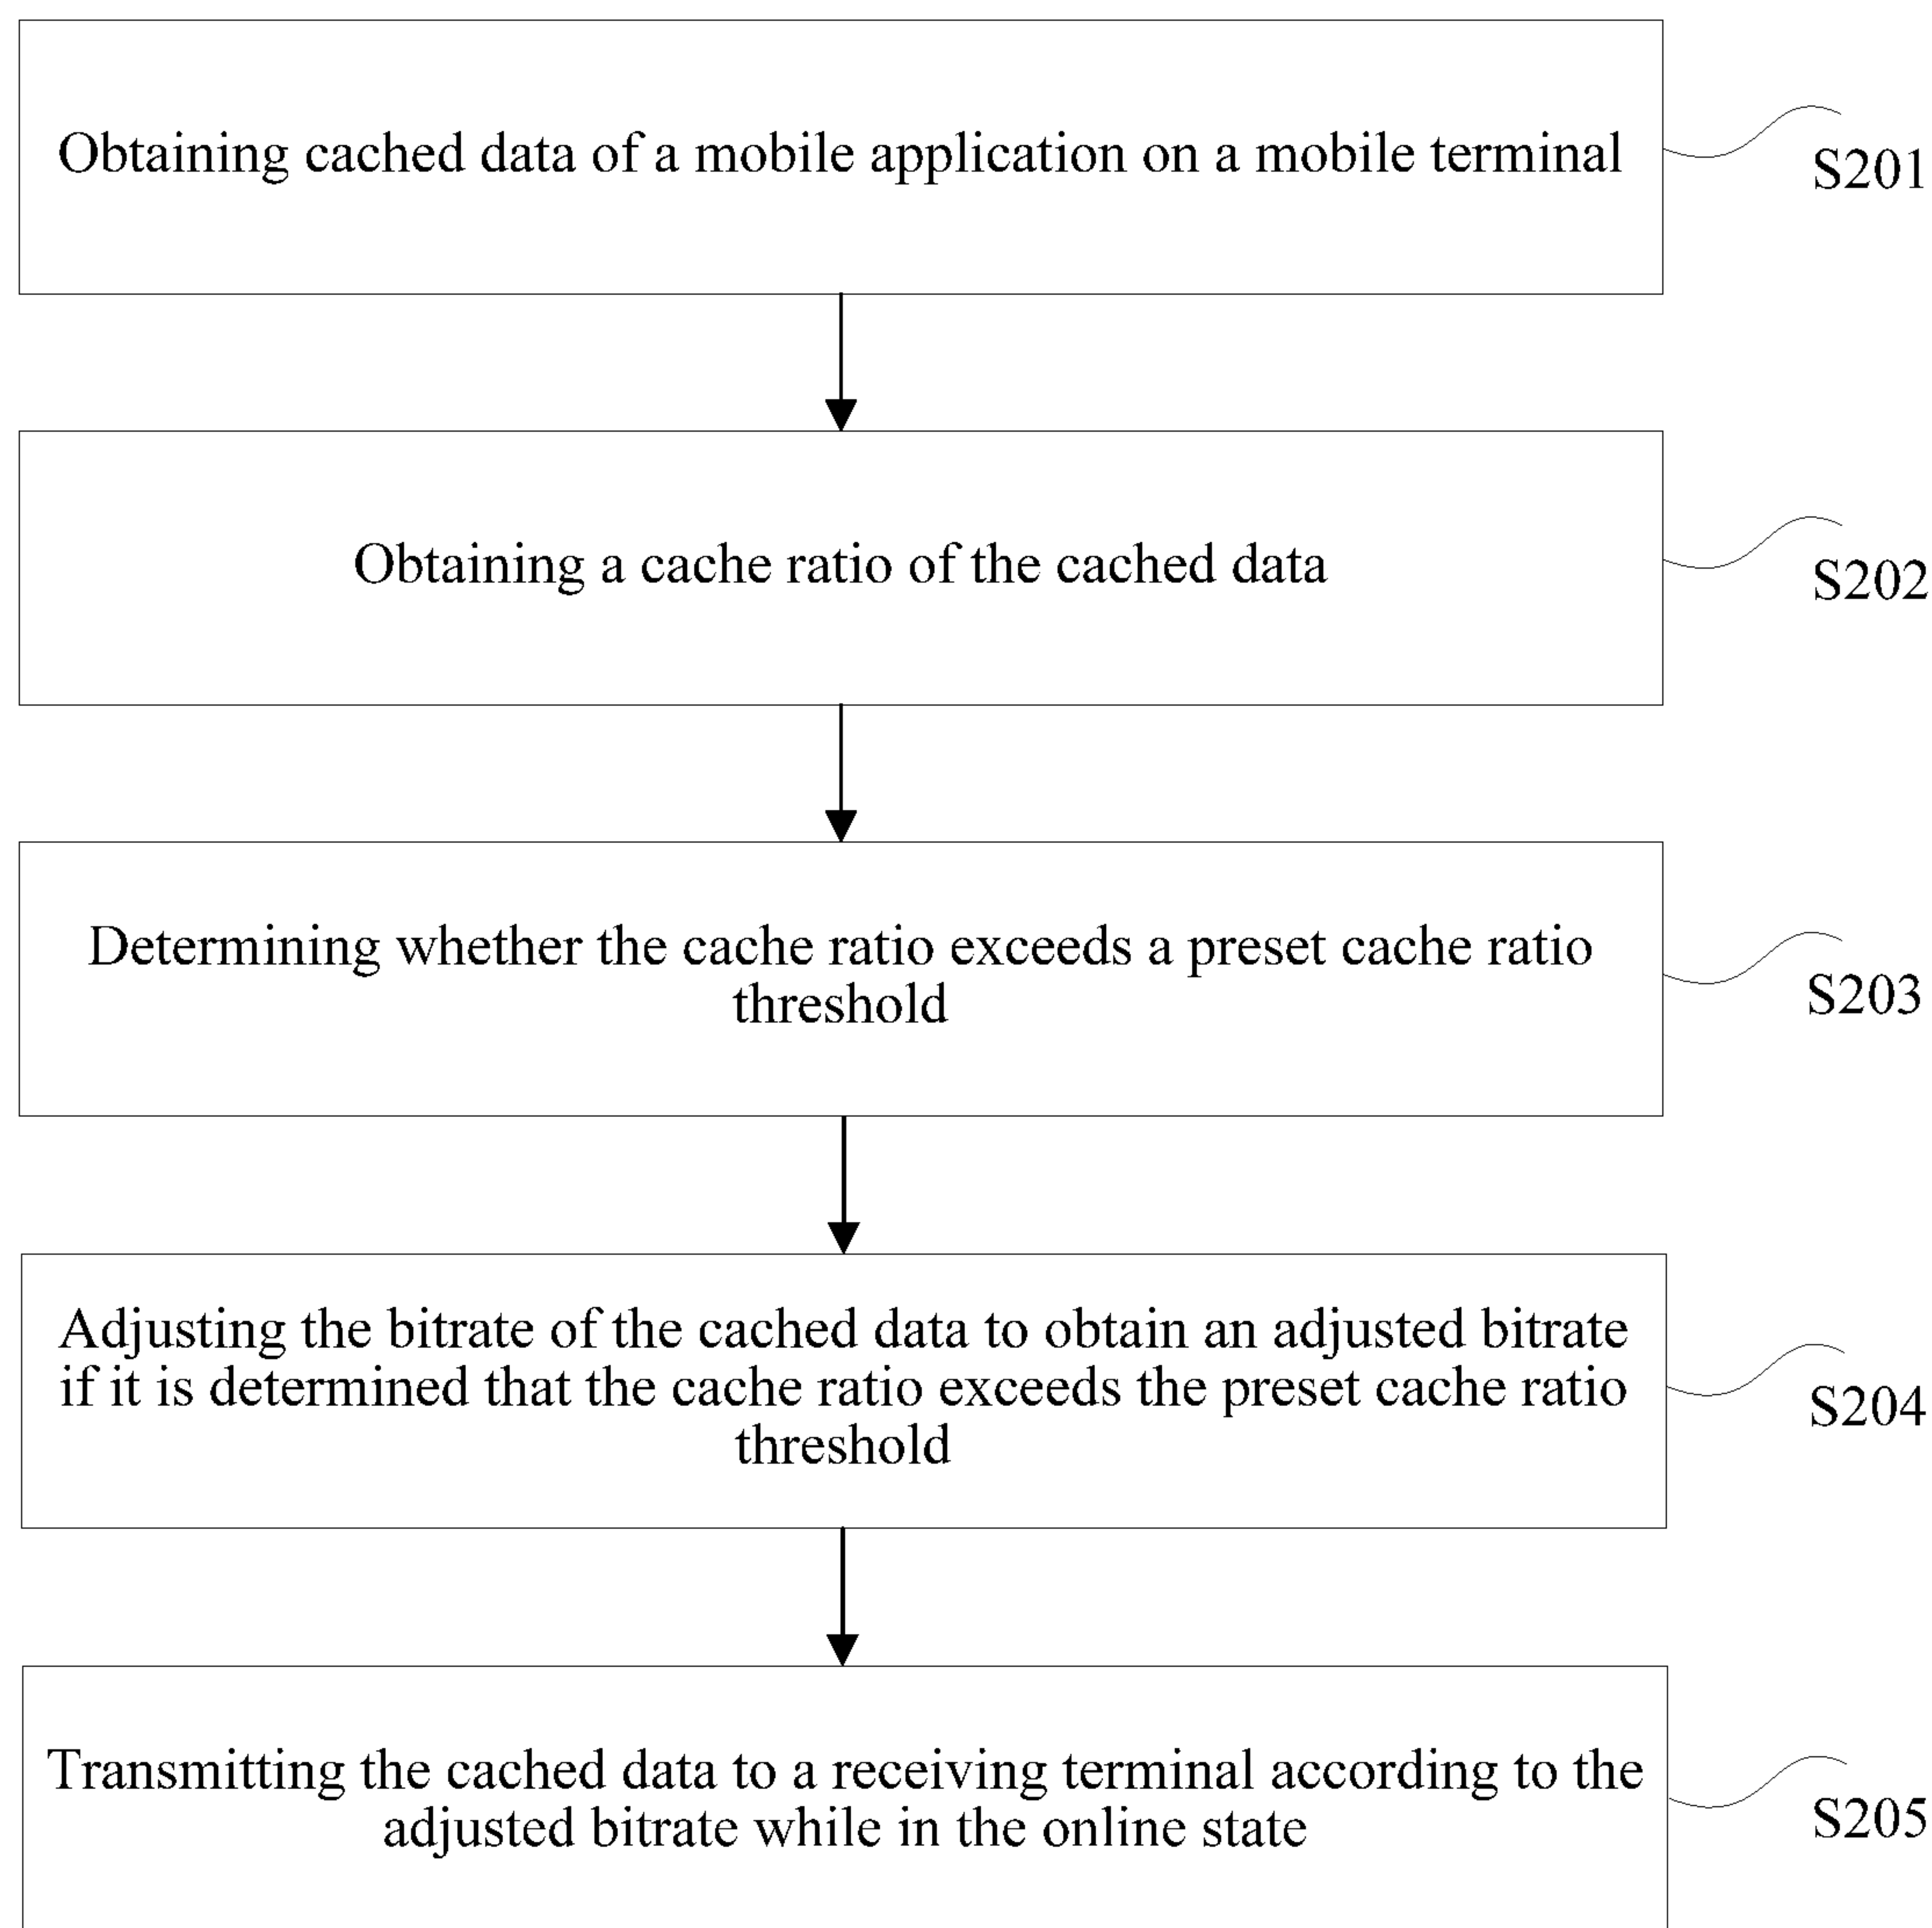 Obtaining cached data of a mobile application on a mobile terminal
S201
Obtaining a cache ratio of the cached data
S202
Determining whether the cache ratio exceeds a preset cache ratio
threshold
S203
Adjusting the bitrate of the cached data to obtain an adjusted bitrate
if it is determined that the cache ratio exceeds the preset cache ratio
threshold
S204
Transmitting the cached data to a receiving terminal according to the
adjusted bitrate while in the online state
S205